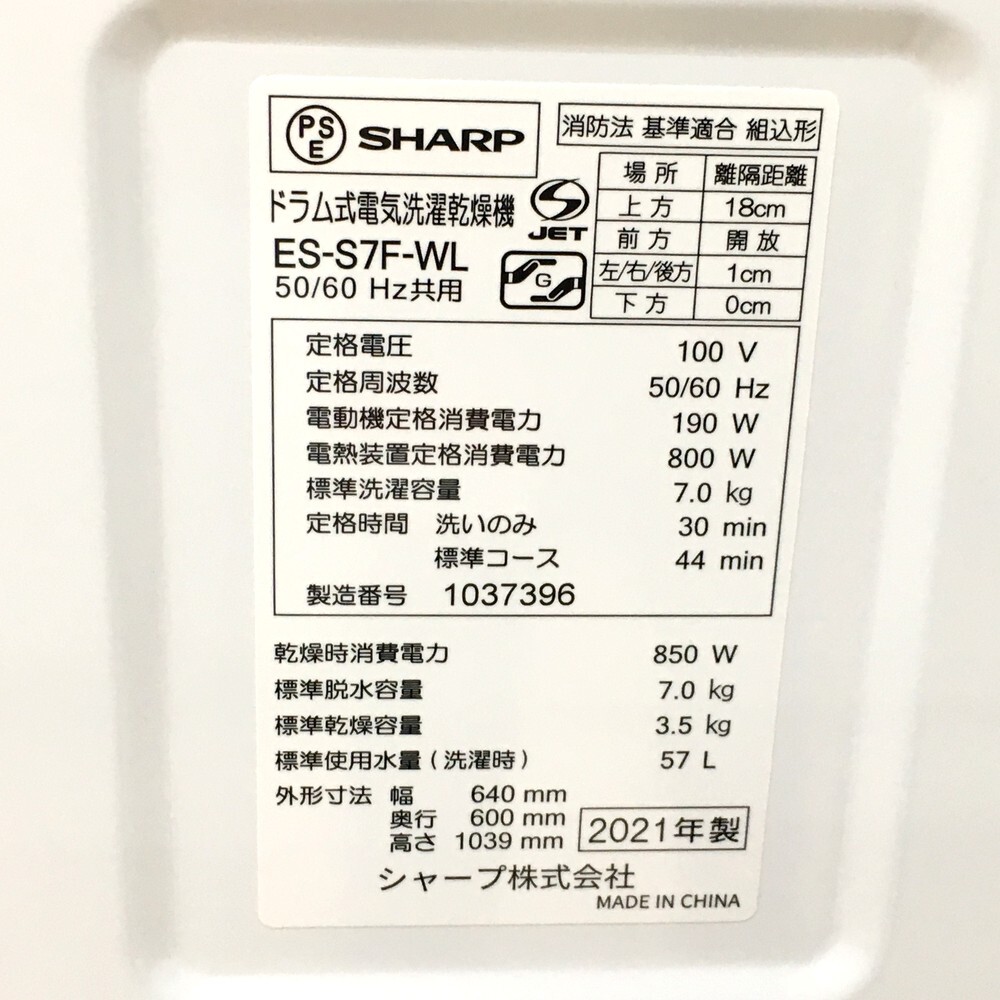 PSE SHARP
消防法 基準適合 組込形
場所 離隔距離
上方 18cm
前方 開放
左/右/後方 1cm
下方 0cm
ドラム式電気洗濯乾燥機
S JET
ES-S7F-WL
50/60 Hz共用
G
定格電圧 100 V
定格周波数 50/60 Hz
電動機定格消費電力 190 W
電熱装置定格消費電力 800 W
標準洗濯容量 7.0 kg
定格時間 洗いのみ 30 min
標準コース 44 min
製造番号 1037396
乾燥時消費電力 850 W
標準脱水容量 7.0 kg
標準乾燥容量 3.5 kg
標準使用水量(洗濯時) 57 L
外形寸法 幅 640 mm
奥行 600 mm
高さ 1039 mm
2021年製
シャープ株式会社
MADE IN CHINA